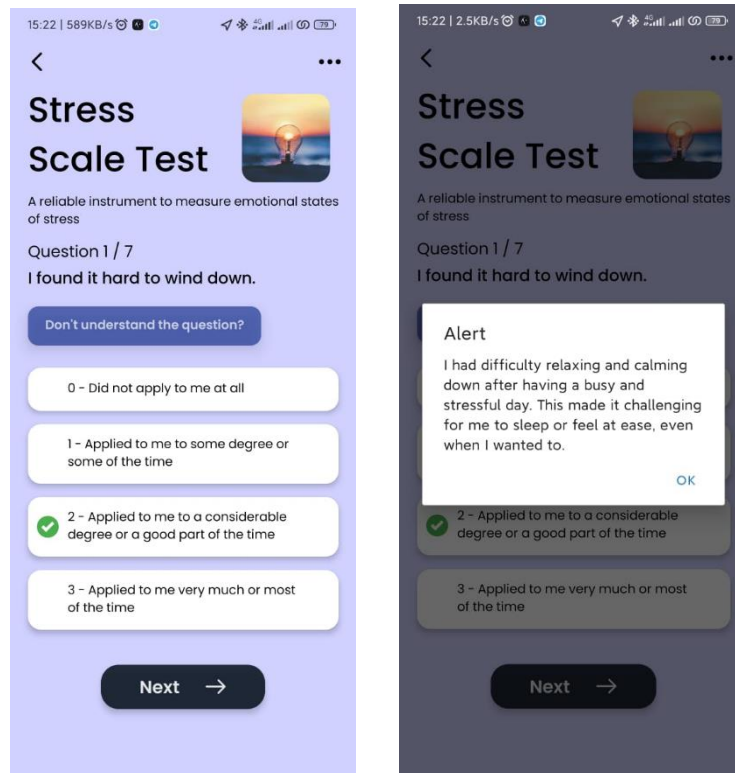 15:22 | 589KB/s
4G
79
Stress
Scale Test
A reliable instrument to measure emotional states
of stress
Question 1 / 7
I found it hard to wind down.
Don't understand the question?
0 - Did not apply to me at all
1 - Applied to me to some degree or
some of the time
2 - Applied to me to a considerable
degree or a good part of the time
3 - Applied to me very much or most
of the time
Next →
15:22 | 2.5KB/s
4G
79
Stress
Scale Test
A reliable instrument to measure emotional states
of stress
Question 1 / 7
I found it hard to wind down.
Alert
I had difficulty relaxing and calming
down after having a busy and
stressful day. This made it challenging
for me to sleep or feel at ease, even
when I wanted to.
OK
2 - Applied to me to a considerable
degree or a good part of the time
3 - Applied to me very much or most
of the time
Next →